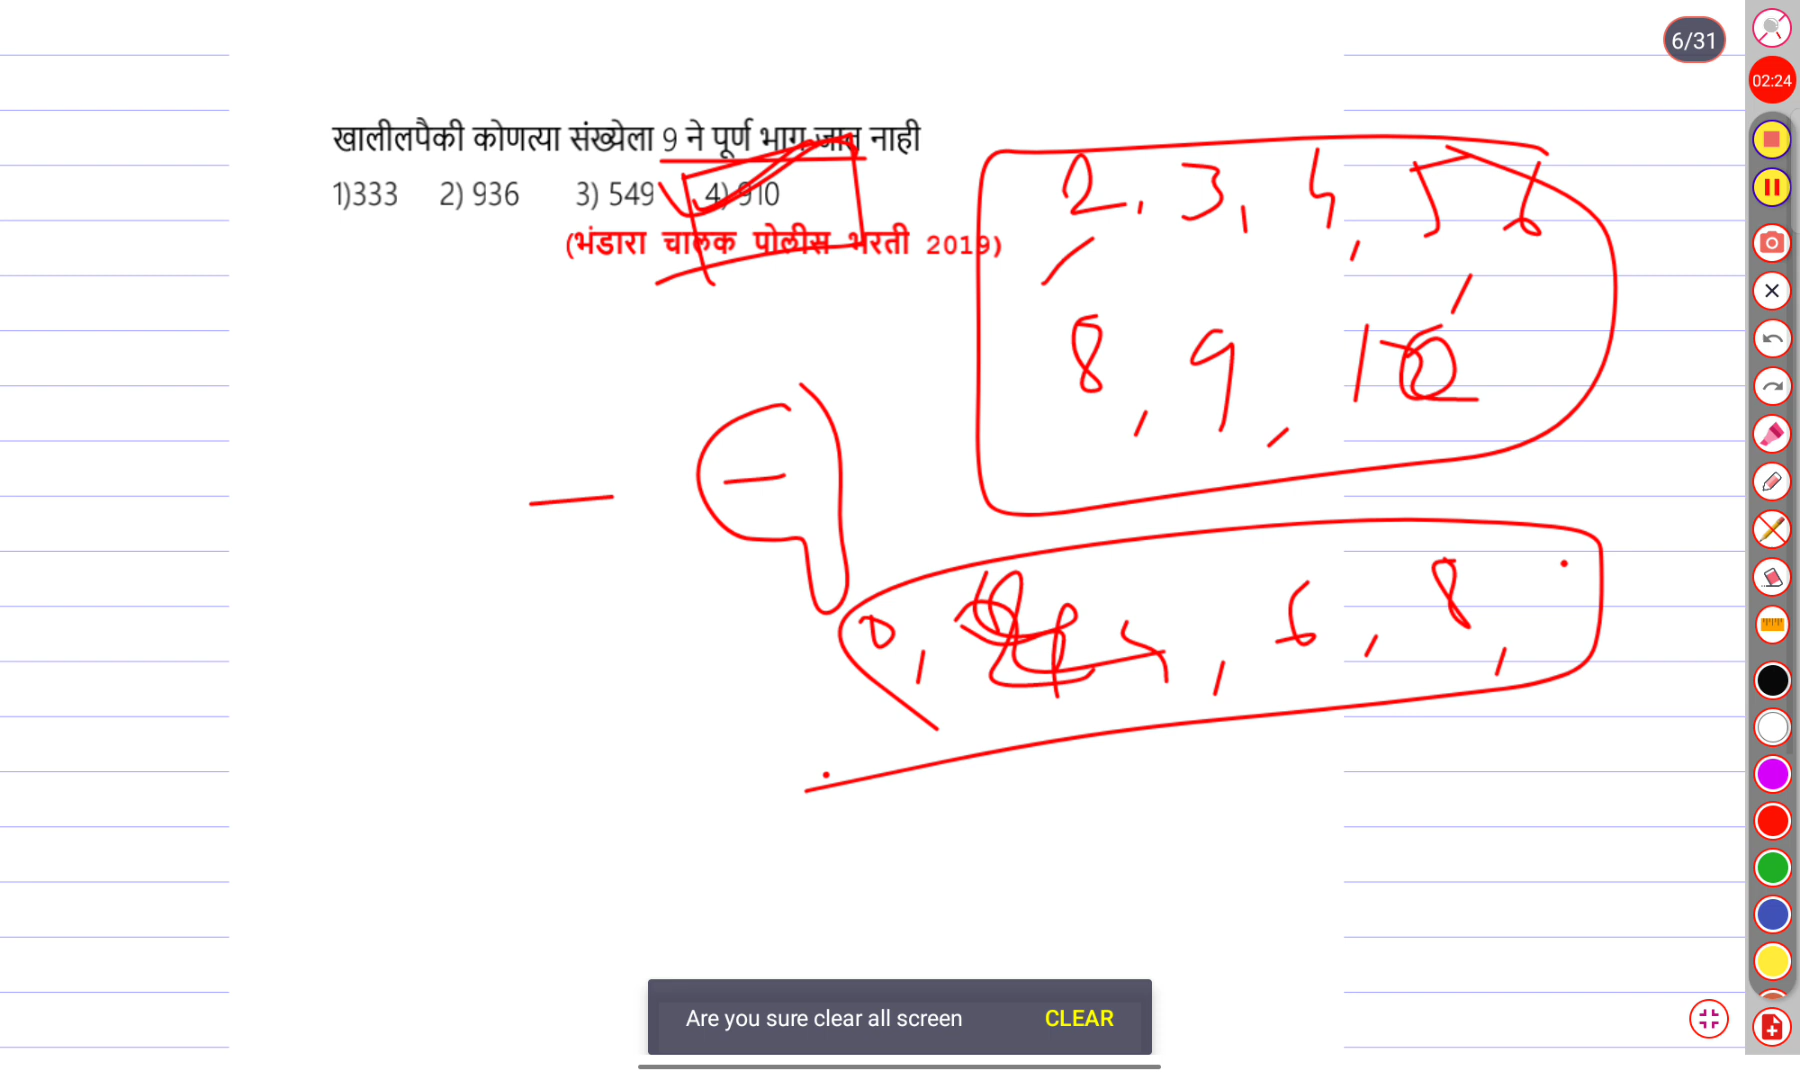 6/31
02:24
खालीलपैकी कोणत्या संख्येला 9 ने पूर्ण भाग जात नाही
1)333 2) 936 3) 549 4) 910
(भंडारा चालक पोलीस भरती 2019)
2, 3, 4, 5, 6
8, 9, 10
0, 4, 6, 8,
Are you sure clear all screen CLEAR